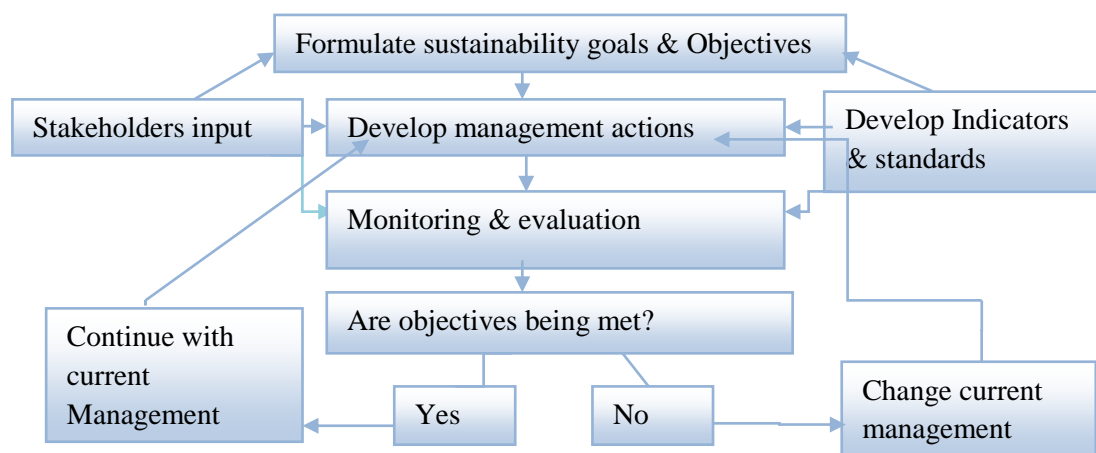 Formulate sustainability goals & Objectives
Stakeholders input
Develop management actions
Develop Indicators
& standards
Monitoring & evaluation
Are objectives being met?
Continue with
current
Management
Yes
No
Change current
management